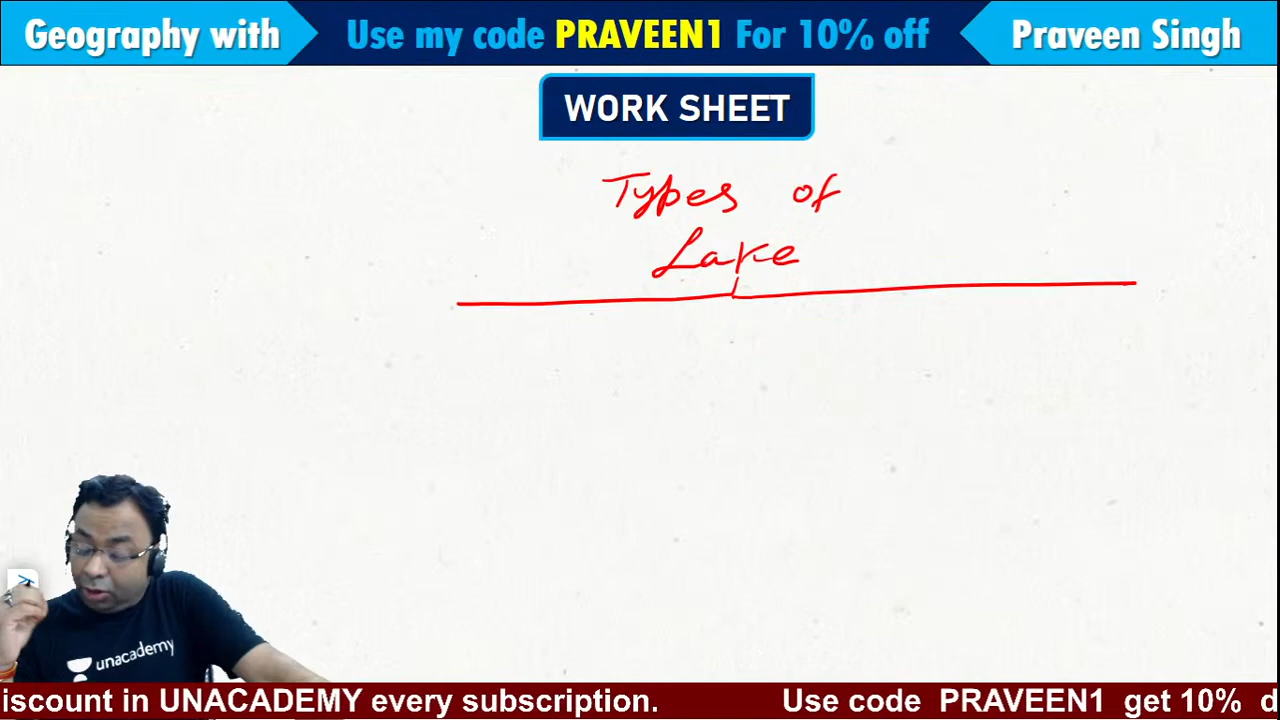 Geography with
Use my code PRAVEEN1 For 10% off
Praveen Singh
WORK SHEET
Types of
Lake
unacademy
iscount in UNACADEMY every subscription.
Use code PRAVEEN1 get 10% d